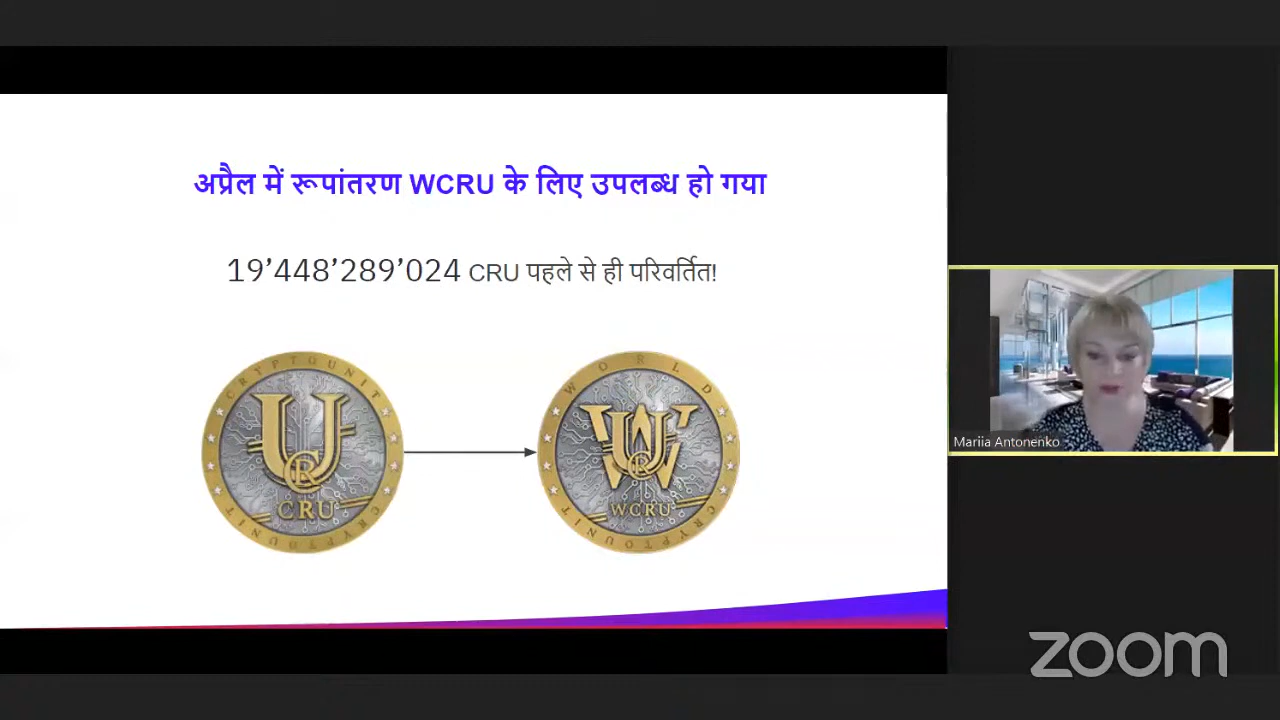 अप्रैल में रूपांतरण WCRU के लिए उपलब्ध हो गया
19’448’289’024 CRU पहले से ही परिवर्तित!
CRYPTOUNIT
CRU
CRYPTOUNIT
WORLD
WCRU
CRYPTOUNIT
Mariia Antonenko
zoom